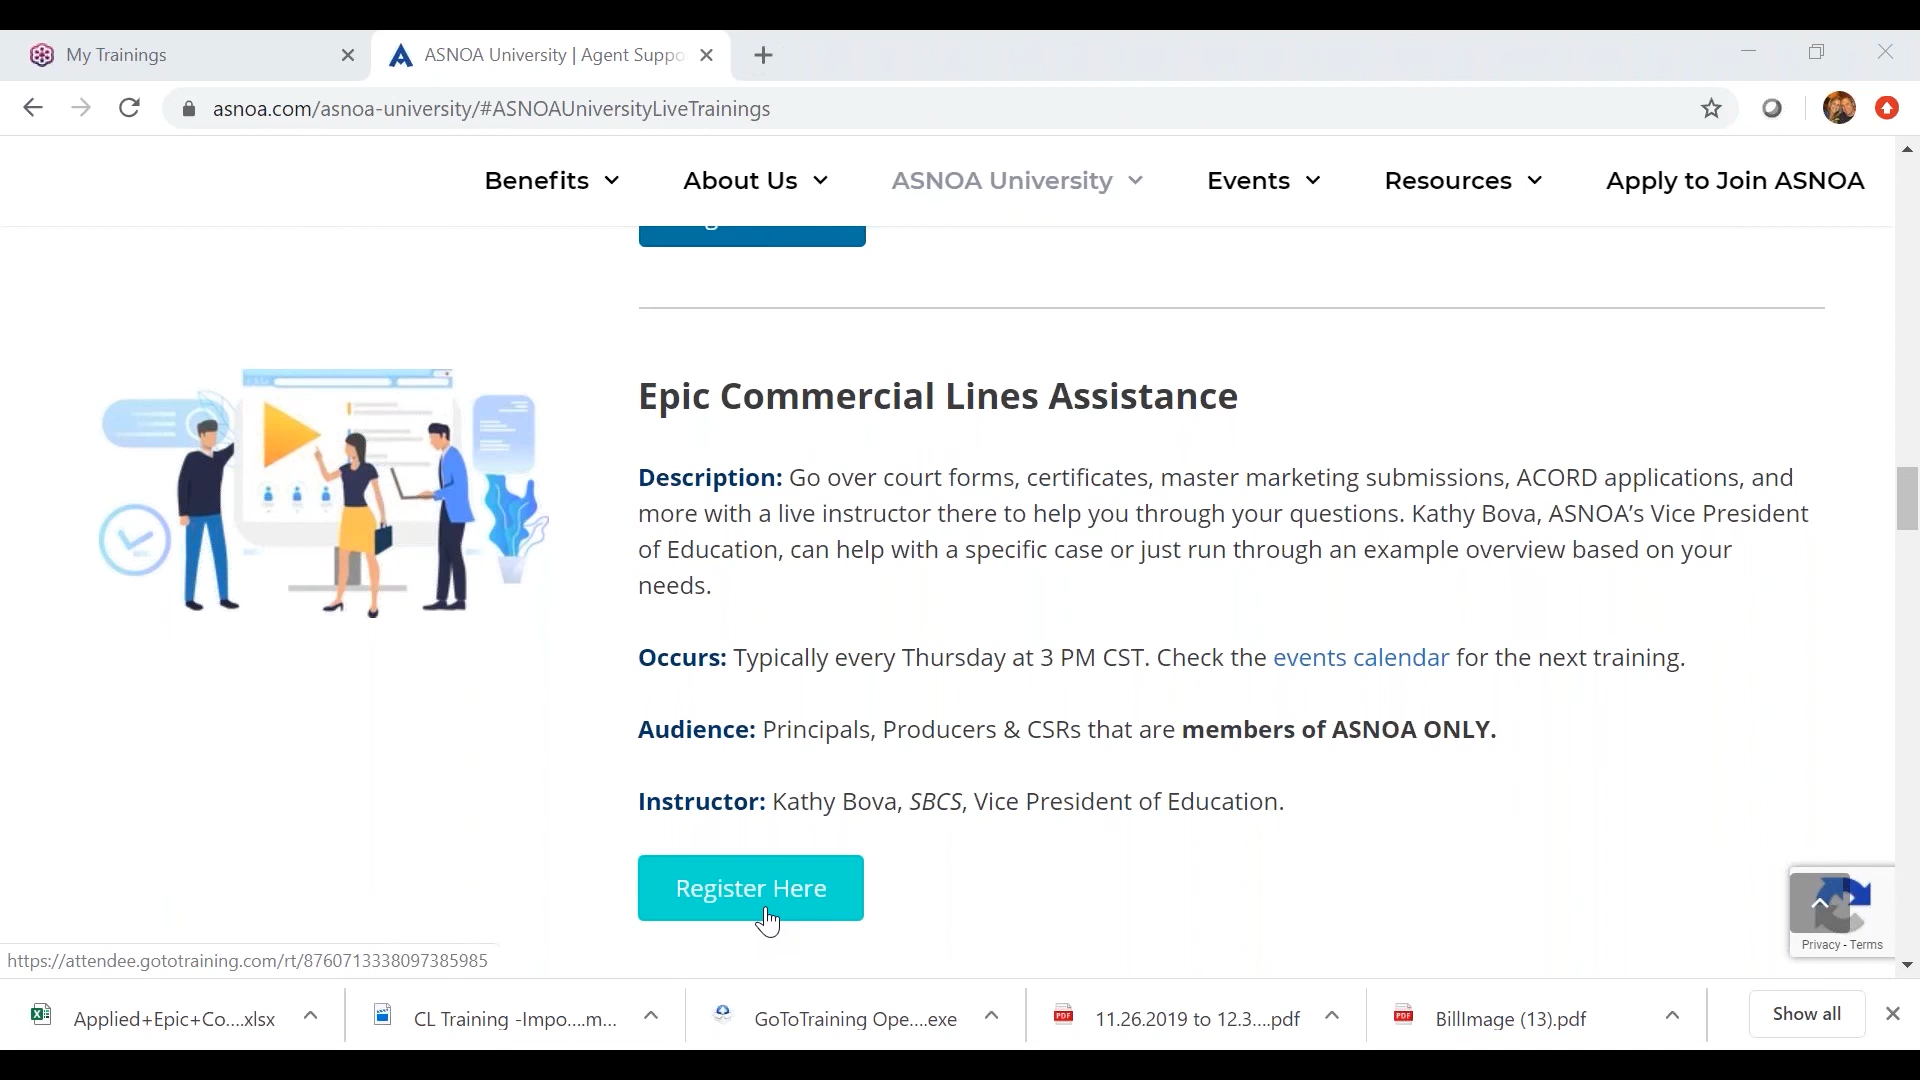 My Trainings
ASNOA University | Agent Suppo
asnoa.com/asnoa-university/#ASNOAUniversityLiveTrainings
Benefits About Us ASNOA University Events Resources Apply to Join ASNOA
Epic Commercial Lines Assistance
Description: Go over court forms, certificates, master marketing submissions, ACORD applications, and
more with a live instructor there to help you through your questions. Kathy Bova, ASNOA’s Vice President
of Education, can help with a specific case or just run through an example overview based on your
needs.
Occurs: Typically every Thursday at 3 PM CST. Check the events calendar for the next training.
Audience: Principals, Producers & CSRs that are members of ASNOA ONLY.
Instructor: Kathy Bova, SBCS, Vice President of Education.
Register Here
Privacy - Terms
https://attendee.gototraining.com/rt/8760713338097385985
Applied+Epic+Co....xlsx
CL Training -Impo....m...
GoToTraining Ope....exe
11.26.2019 to 12.3....pdf
BillImage (13).pdf
Show all